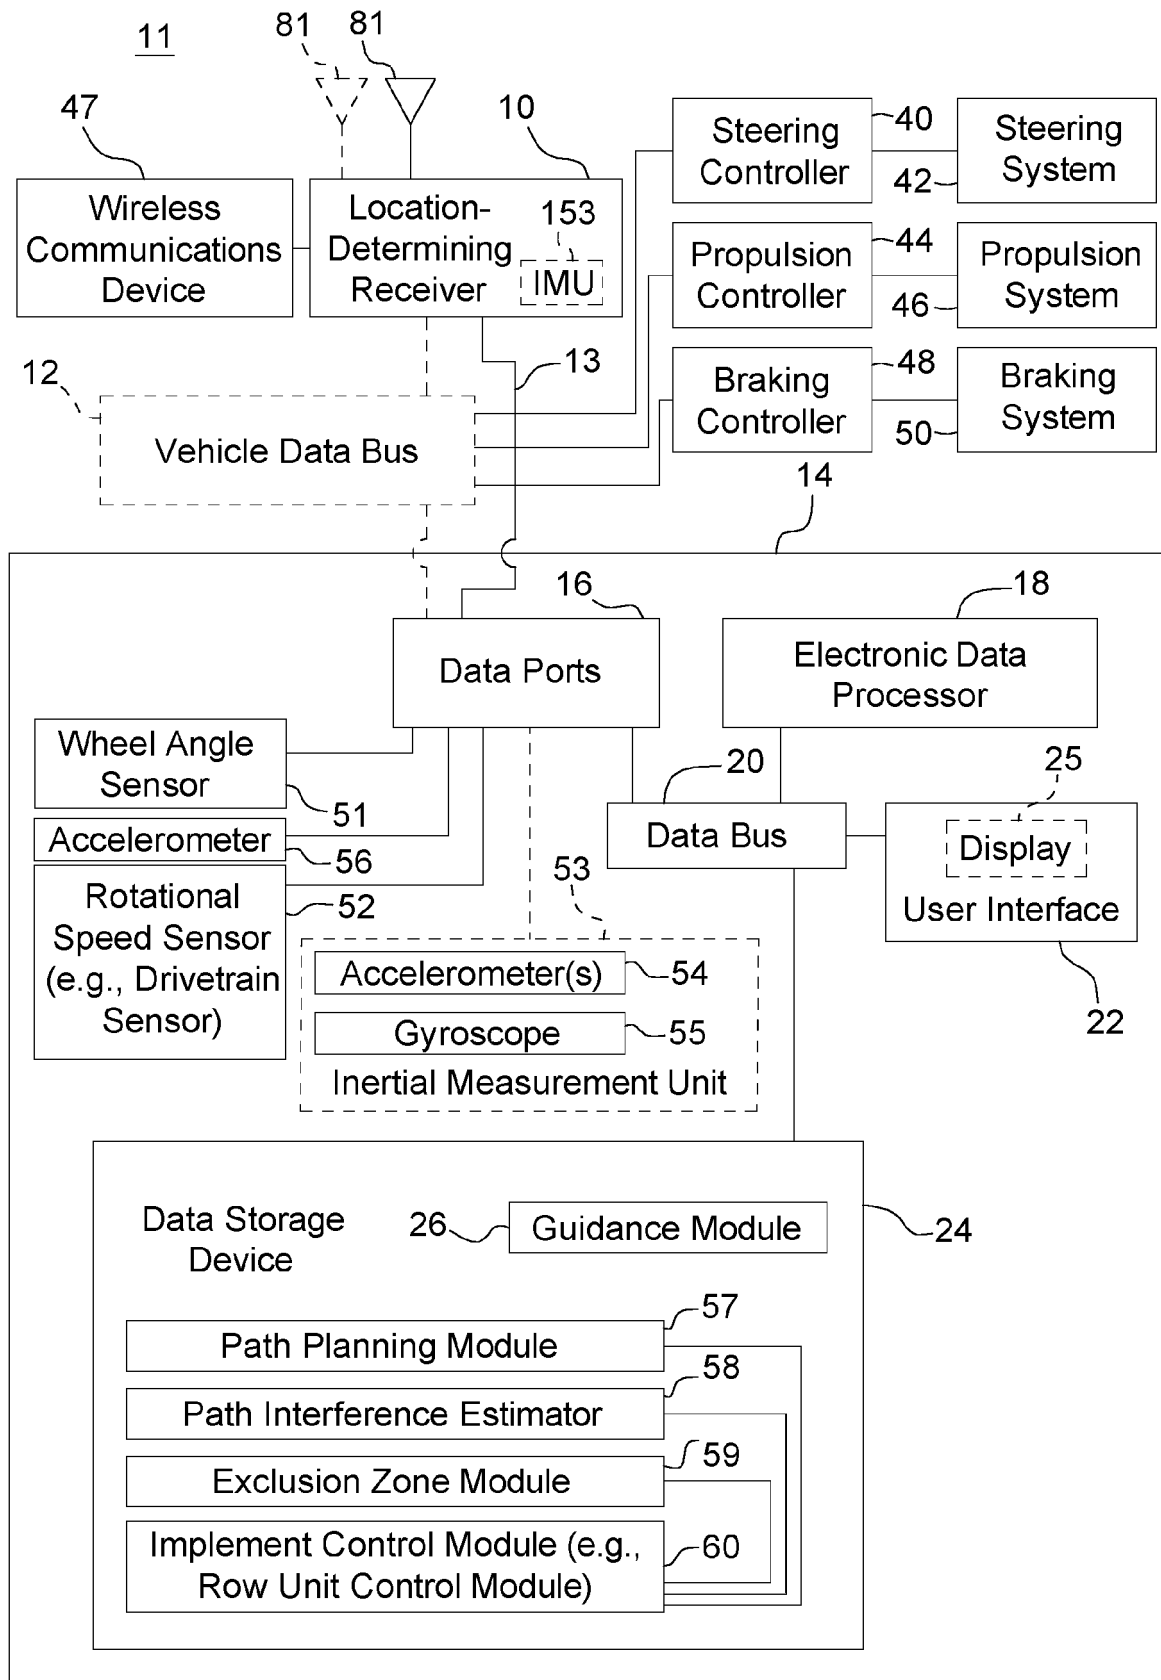 11
81
81
47
10
40
Steering
Controller
Steering
System
42
Wireless
Communications
Device
Location-
Determining
Receiver
153
IMU
44
Propulsion
Controller
Propulsion
System
46
13
12
Vehicle Data Bus
48
Braking
Controller
Braking
System
50
14
16
18
Data Ports
Electronic Data
Processor
Wheel Angle
Sensor
51
20
25
Data Bus
Display
User Interface
22
Accelerometer
56
Rotational
Speed Sensor
(e.g., Drivetrain
Sensor)
52
53
Accelerometer(s)
54
Gyroscope
55
Inertial Measurement Unit
Data Storage
Device
26
Guidance Module
24
57
Path Planning Module
58
Path Interference Estimator
59
Exclusion Zone Module
Implement Control Module (e.g.,
Row Unit Control Module)
60